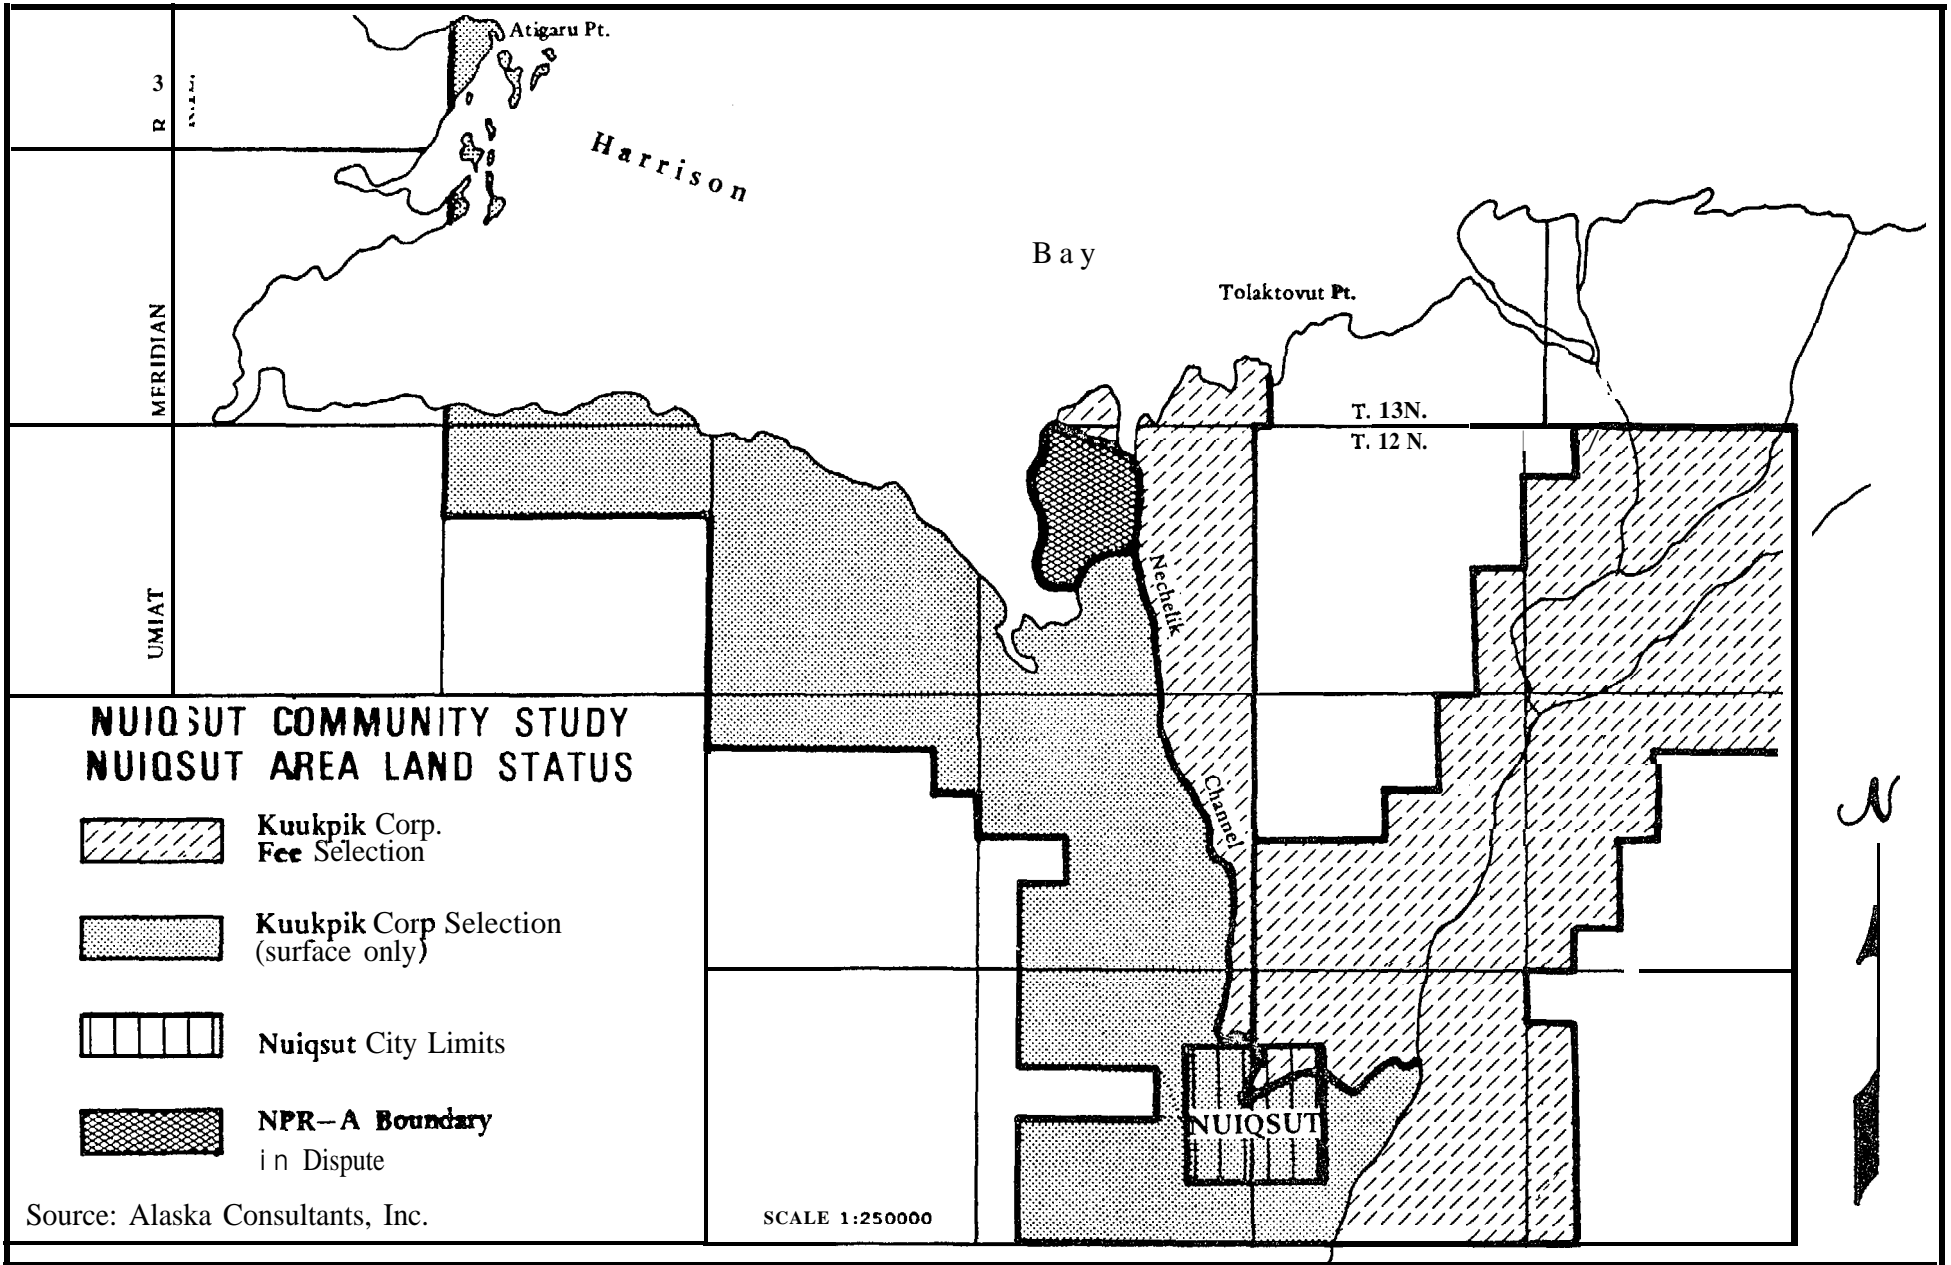 Atigaru Pt.
3
R
Harrison
Bay
Tolaktovut Pt.
MERIDIAN
T. 13N.
T. 12 N.
UMIAT
Nechelik
Channel
NUIQSUT COMMUNITY STUDY
NUIQSUT AREA LAND STATUS
Kuukpik Corp.
Fee Selection
Kuukpik Corp Selection
(surface only)
Nuiqsut City Limits
NPR-A Boundary
in Dispute
NUIQSUT
Source: Alaska Consultants, Inc.
SCALE 1:250000
N